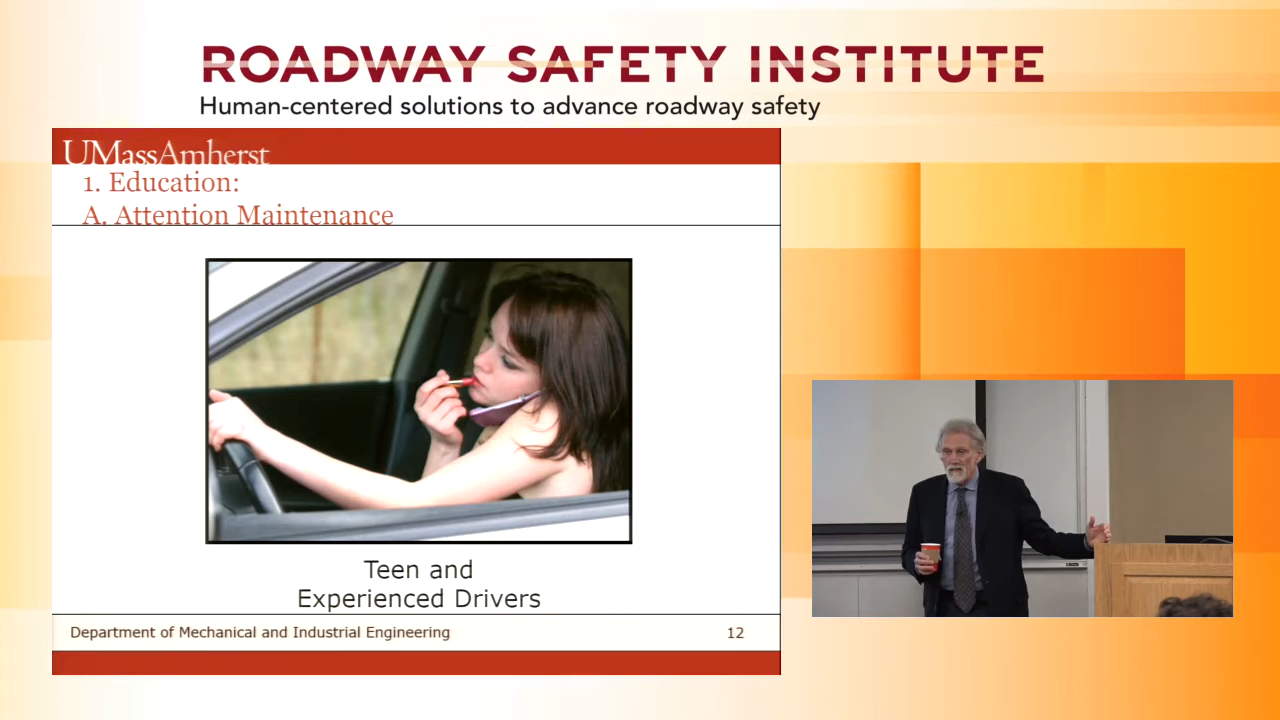 ROADWAY SAFETY INSTITUTE
Human-centered solutions to advance roadway safety
UMassAmherst
1. Education:
A. Attention Maintenance
Teen and
Experienced Drivers
Department of Mechanical and Industrial Engineering
12